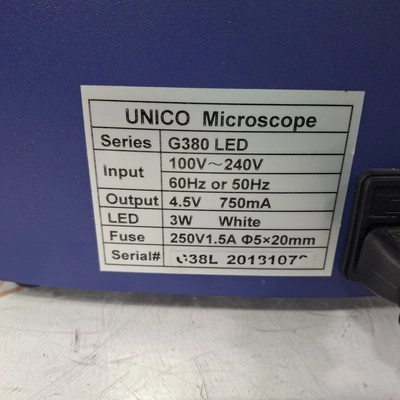 UNICO Microscope
Series G380 LED
Input 100V~240V
60Hz or 50Hz
Output 4.5V 750mA
LED 3W White
Fuse 250V1.5A Φ5×20mm
Serial#